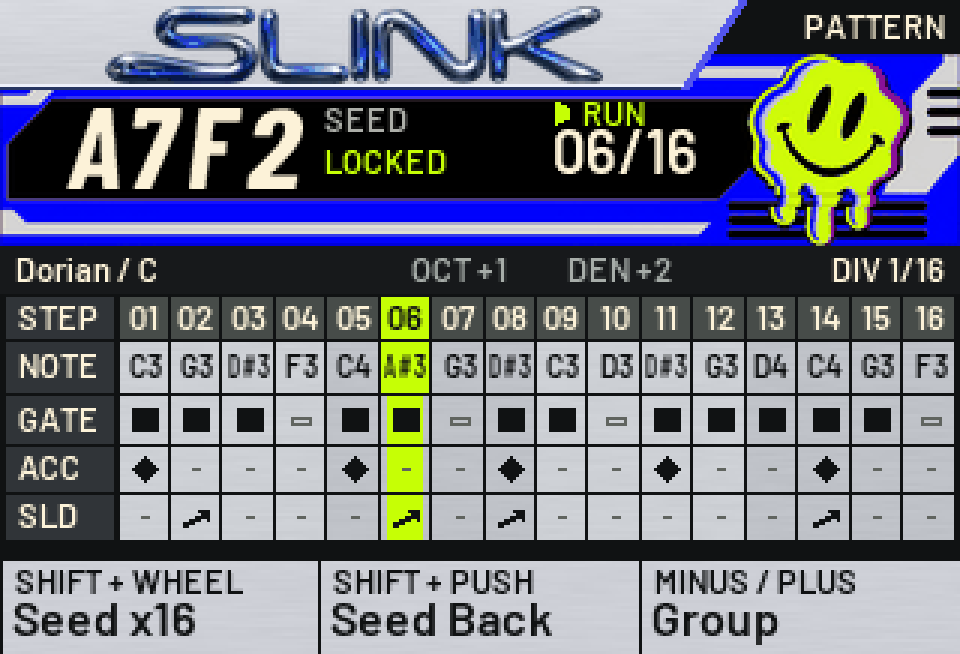 SLINK
PATTERN
A7F2
SEED
LOCKED
RUN
06/16
Dorian / C OCT +1 DEN +2 DIV 1/16
STEP 01 02 03 04 05 06 07 08 09 10 11 12 13 14 15 16
NOTE C3 G3 D#3 F3 C4 A#3 G3 D#3 C3 D3 D#3 G3 D4 C4 G3 F3
GATE
ACC - - - - - - - - - - -
SLD - - - - - - - - - - - -
SHIFT + WHEEL
Seed x16
SHIFT + PUSH
Seed Back
MINUS / PLUS
Group